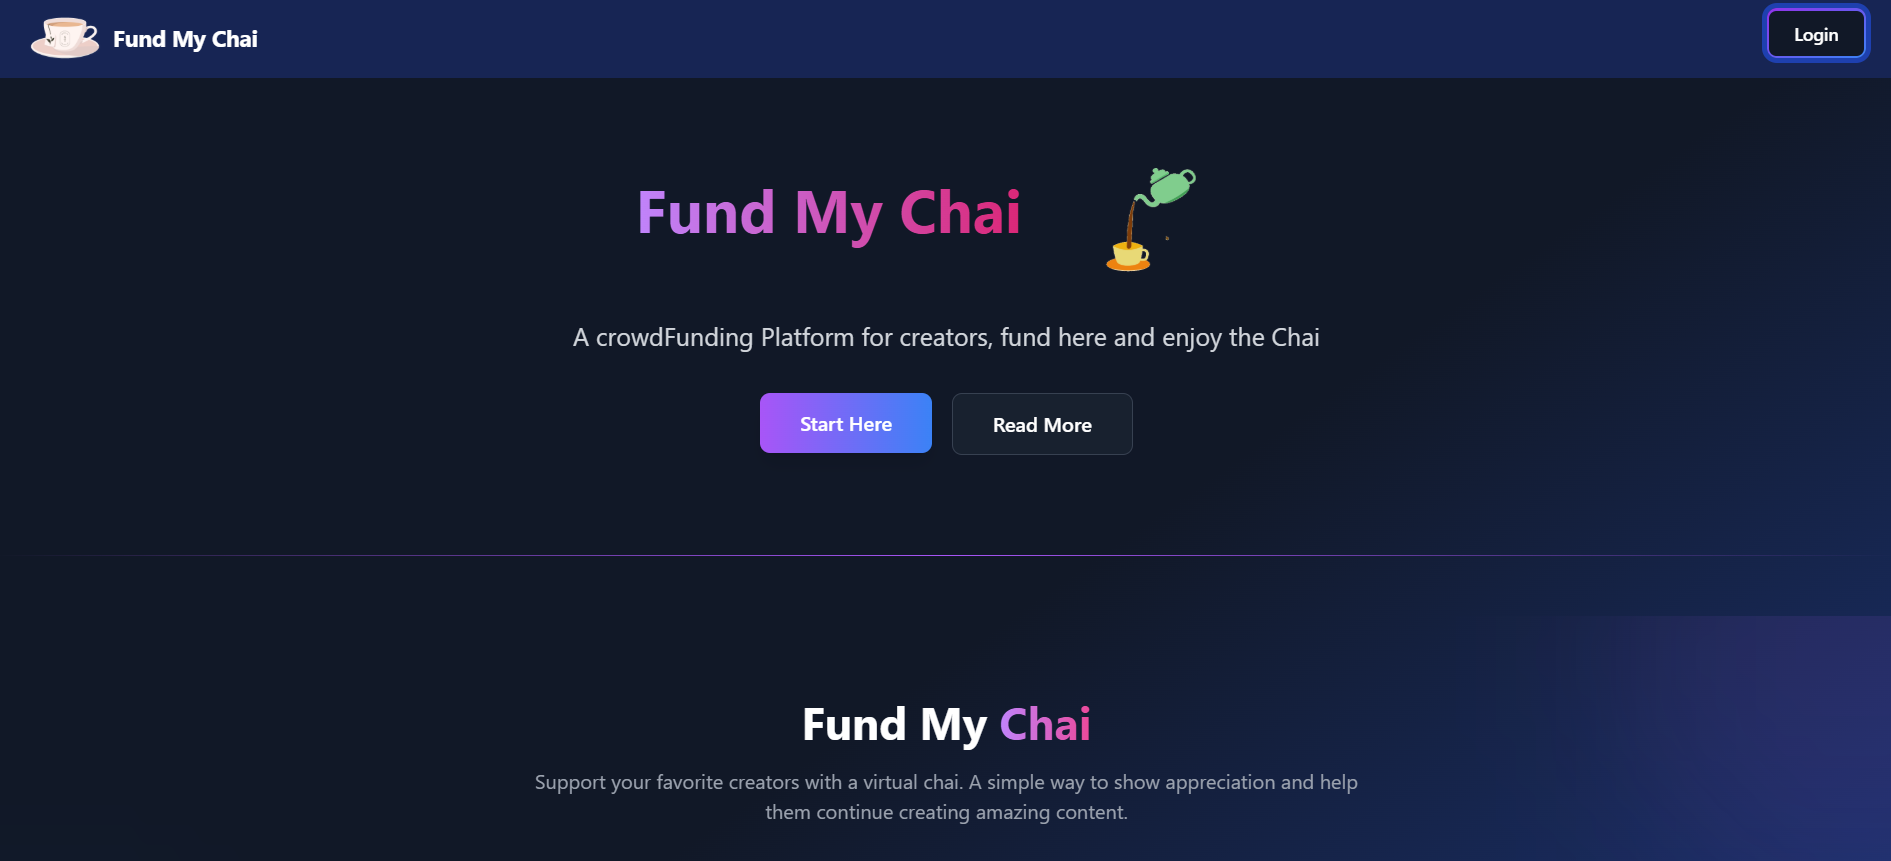 Fund My Chai
Login
Fund My Chai
A crowdFunding Platform for creators, fund here and enjoy the Chai
Start Here
Read More
Fund My Chai
Support your favorite creators with a virtual chai. A simple way to show appreciation and help
them continue creating amazing content.